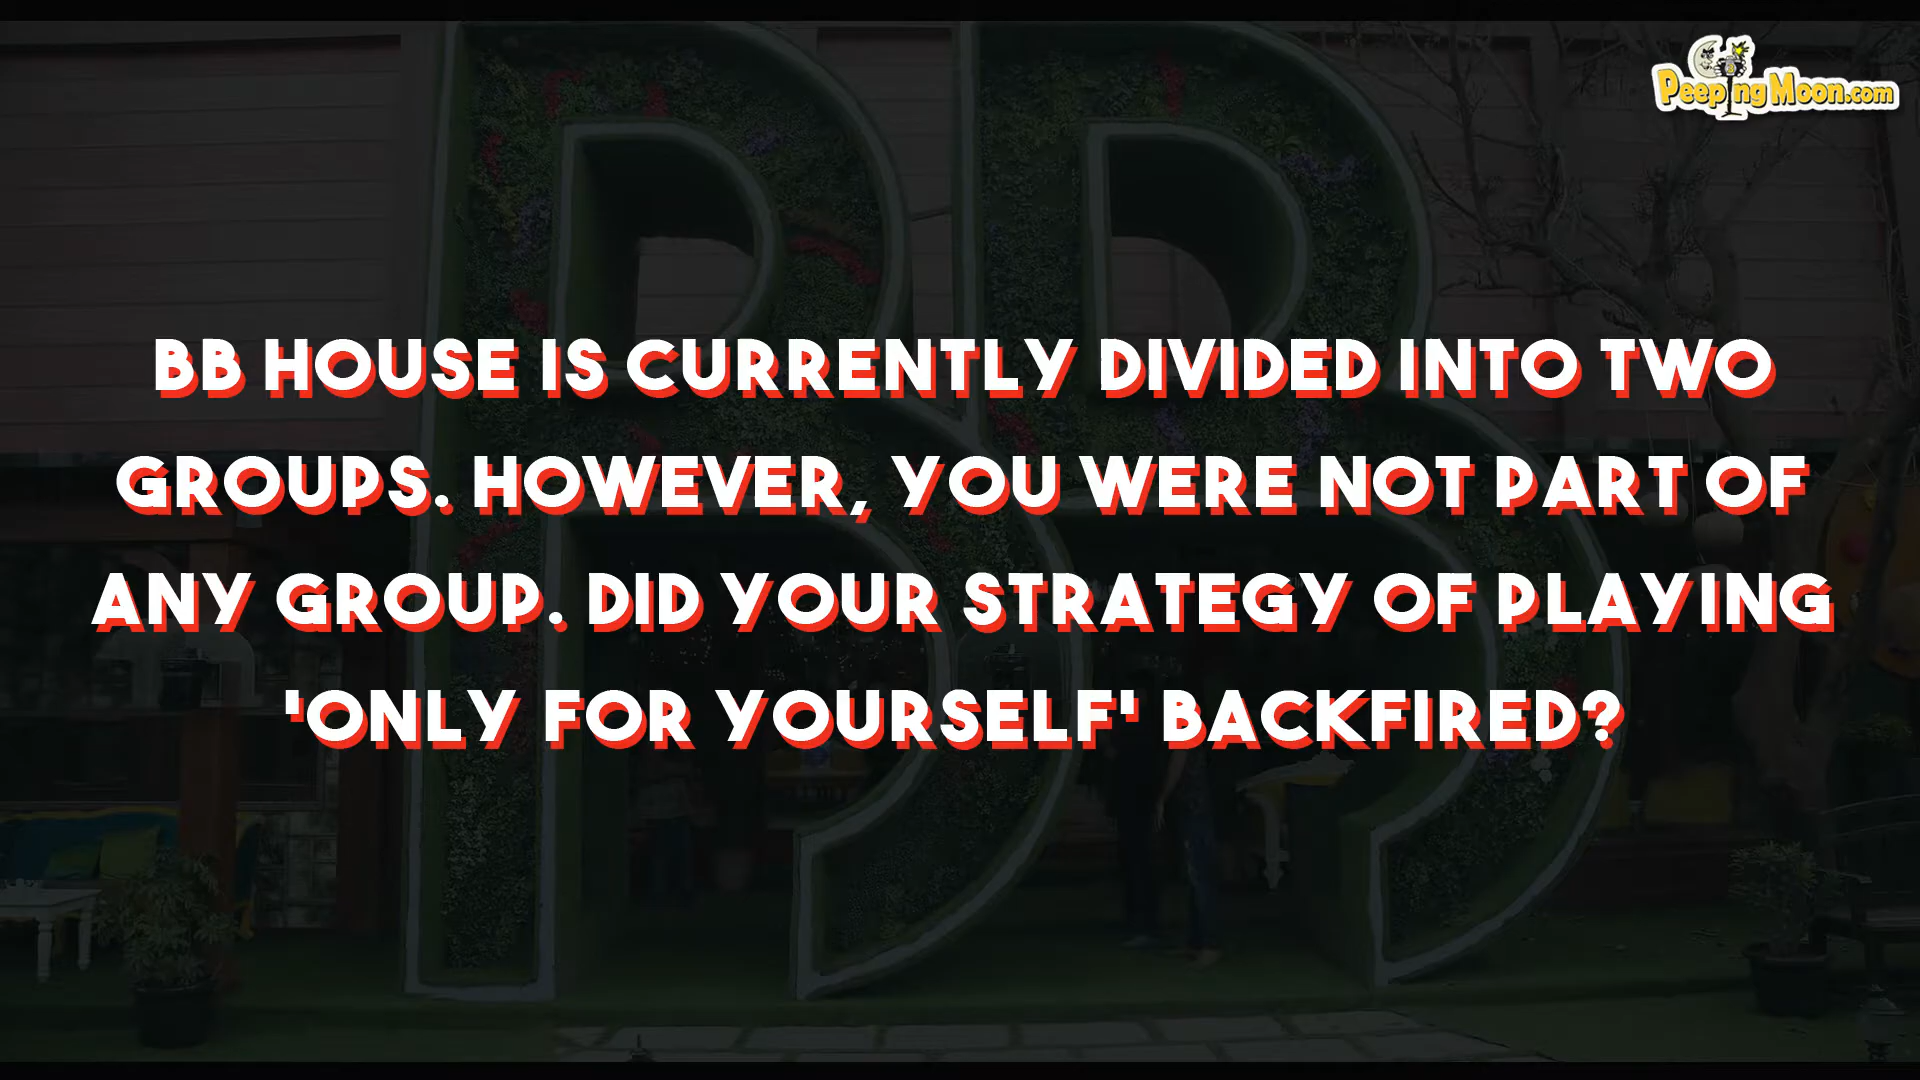 PeepingMoon.com
BB HOUSE IS CURRENTLY DIVIDED INTO TWO
GROUPS. HOWEVER, YOU WERE NOT PART OF
ANY GROUP. DID YOUR STRATEGY OF PLAYING
'ONLY FOR YOURSELF' BACKFIRED?